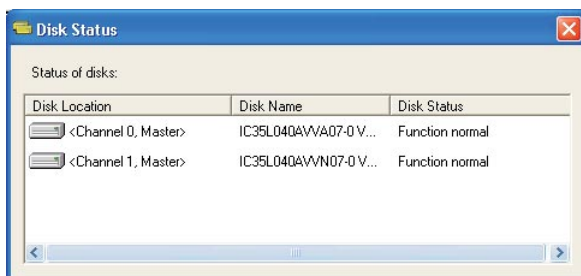 Disk Status
Status of disks:
Disk Location Disk Name Disk Status
<Channel 0, Master> IC35L040AVVA07-0 V... Function normal
<Channel 1, Master> IC35L040AVVN07-0 V... Function normal